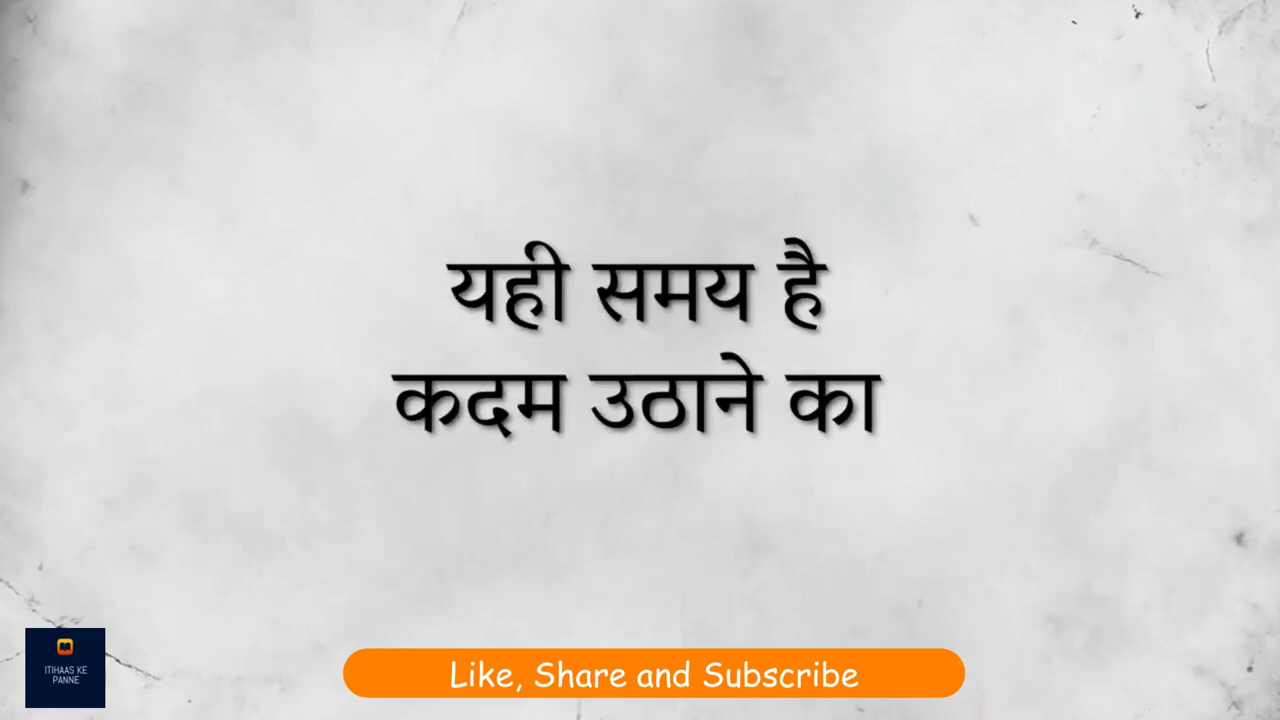 यही समय है
कदम उठाने का
ITIHAAS KE
PANNE
Like, Share and Subscribe